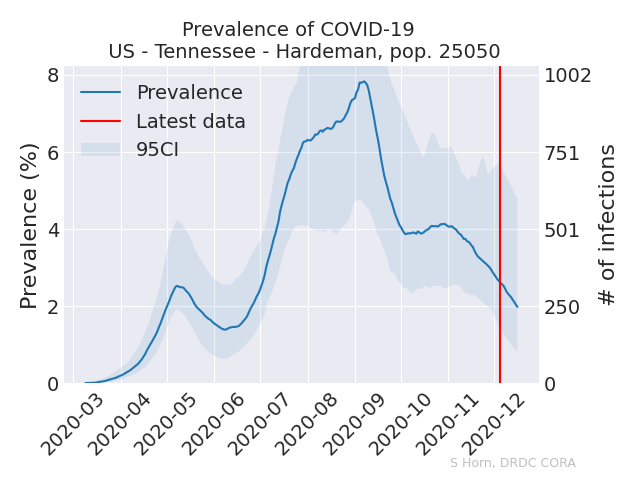 Prevalence of COVID-19
US - Tennessee - Hardeman, pop. 25050
8
6
4
2
0
Prevalence (%)
Prevalence
Latest data
95CI
1002
751
501
250
0
# of infections
2020-03
2020-04
2020-05
2020-06
2020-07
2020-08
2020-09
2020-10
2020-11
2020-12
S Horn, DRDC CORA